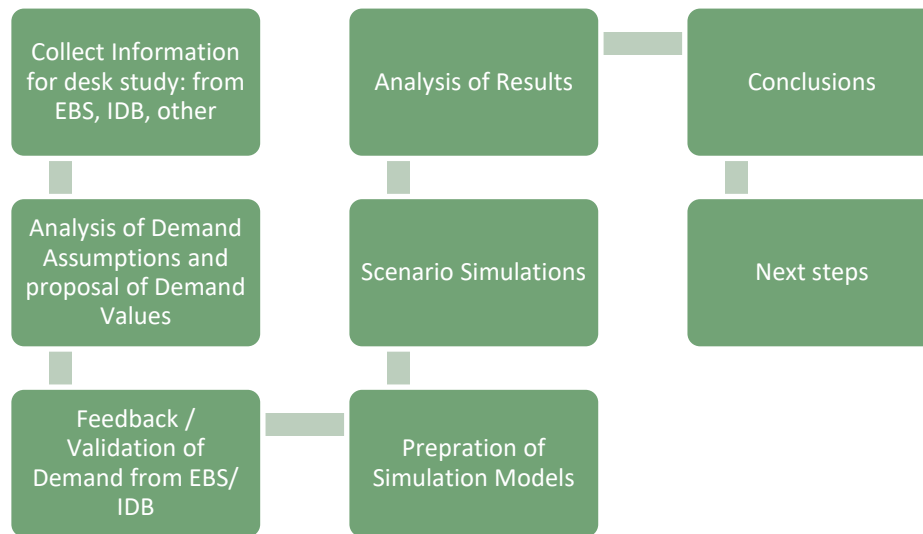 Collect Information
for desk study: from
EBS, IDB, other
Analysis of Demand
Assumptions and
proposal of Demand
Values
Feedback /
Validation of
Demand from EBS/
IDB
Prepration of
Simulation Models
Scenario Simulations
Analysis of Results
Conclusions
Next steps